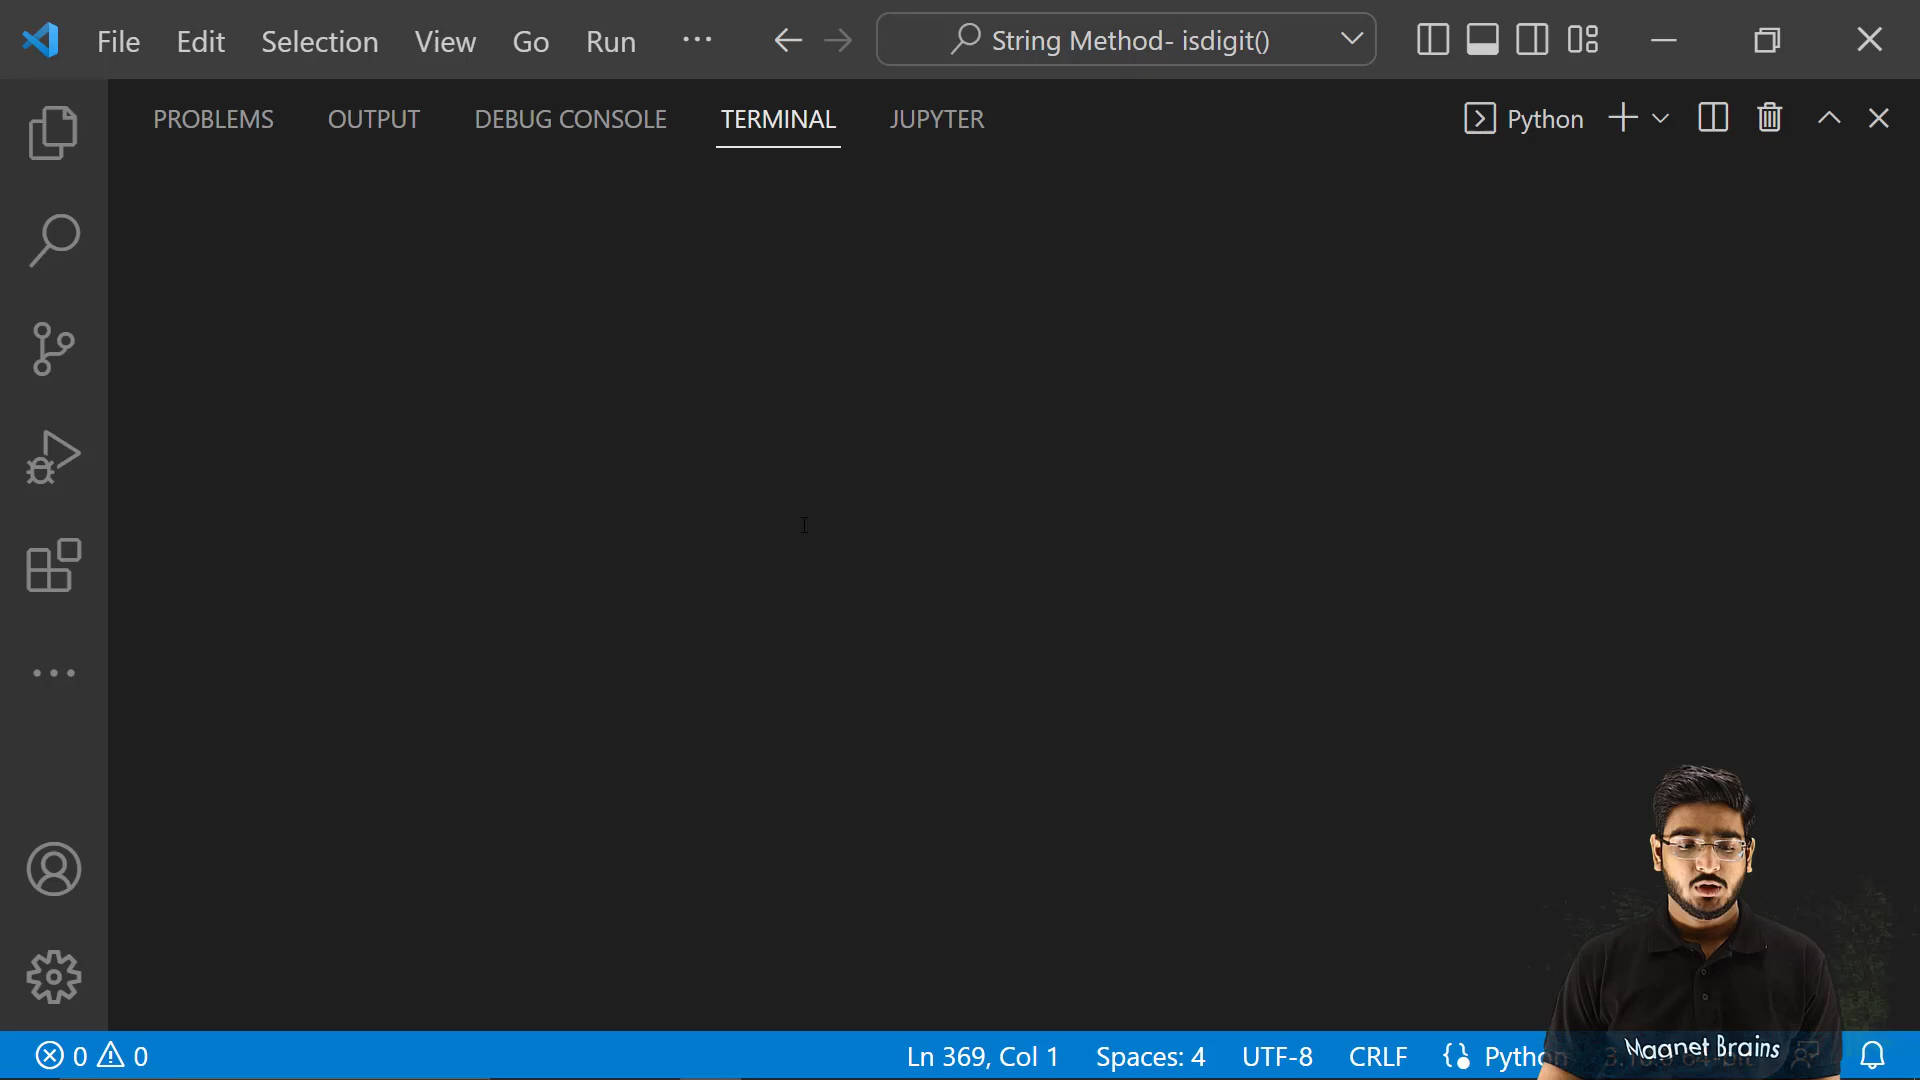 File Edit Selection View Go Run ··· String Method- isdigit()
PROBLEMS OUTPUT DEBUG CONSOLE TERMINAL JUPYTER Python
0 0 Ln 369, Col 1 Spaces: 4 UTF-8 CRLF Python
Magnet Brains